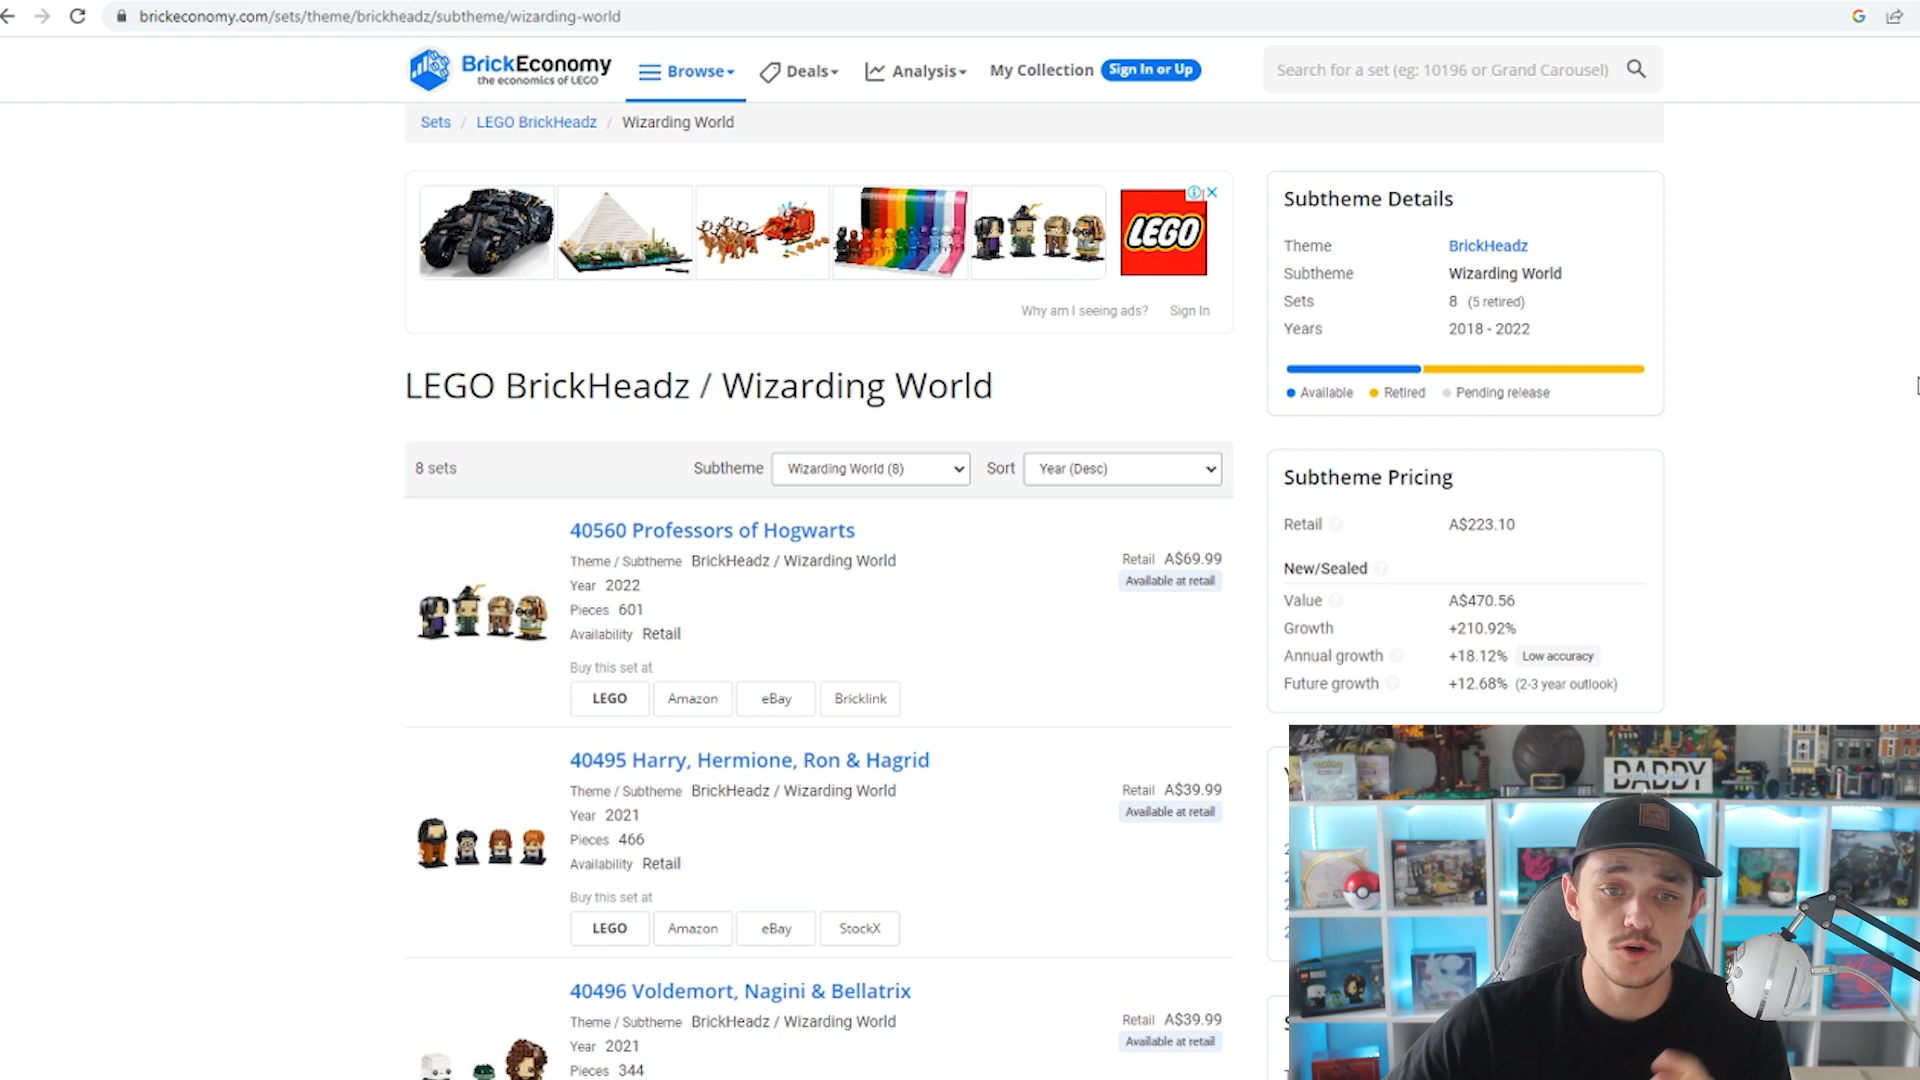 brickeconomy.com/sets/theme/brickheadz/subtheme/wizarding-world
BrickEconomy
the economics of LEGO
Browse
Deals
Analysis
My Collection
Sign In or Up
Search for a set (eg: 10196 or Grand Carousel)
Sets / LEGO BrickHeadz / Wizarding World
LEGO
Why am I seeing ads?
Sign In
LEGO BrickHeadz / Wizarding World
8 sets
Subtheme
Wizarding World (8)
Sort
Year (Desc)
40560 Professors of Hogwarts
Theme / Subtheme BrickHeadz / Wizarding World
Year 2022
Pieces 601
Availability Retail
Retail A$69.99
Available at retail
Buy this set at
LEGO
Amazon
eBay
Bricklink
40495 Harry, Hermione, Ron & Hagrid
Theme / Subtheme BrickHeadz / Wizarding World
Year 2021
Pieces 466
Availability Retail
Retail A$39.99
Available at retail
Buy this set at
LEGO
Amazon
eBay
StockX
40496 Voldemort, Nagini & Bellatrix
Theme / Subtheme BrickHeadz / Wizarding World
Year 2021
Pieces 344
Retail A$39.99
Available at retail
Subtheme Details
Theme BrickHeadz
Subtheme Wizarding World
Sets 8 (5 retired)
Years 2018 - 2022
Available
Retired
Pending release
Subtheme Pricing
Retail A$223.10
New/Sealed
Value A$470.56
Growth +210.92%
Annual growth +18.12% Low accuracy
Future growth +12.68% (2-3 year outlook)
DADDY